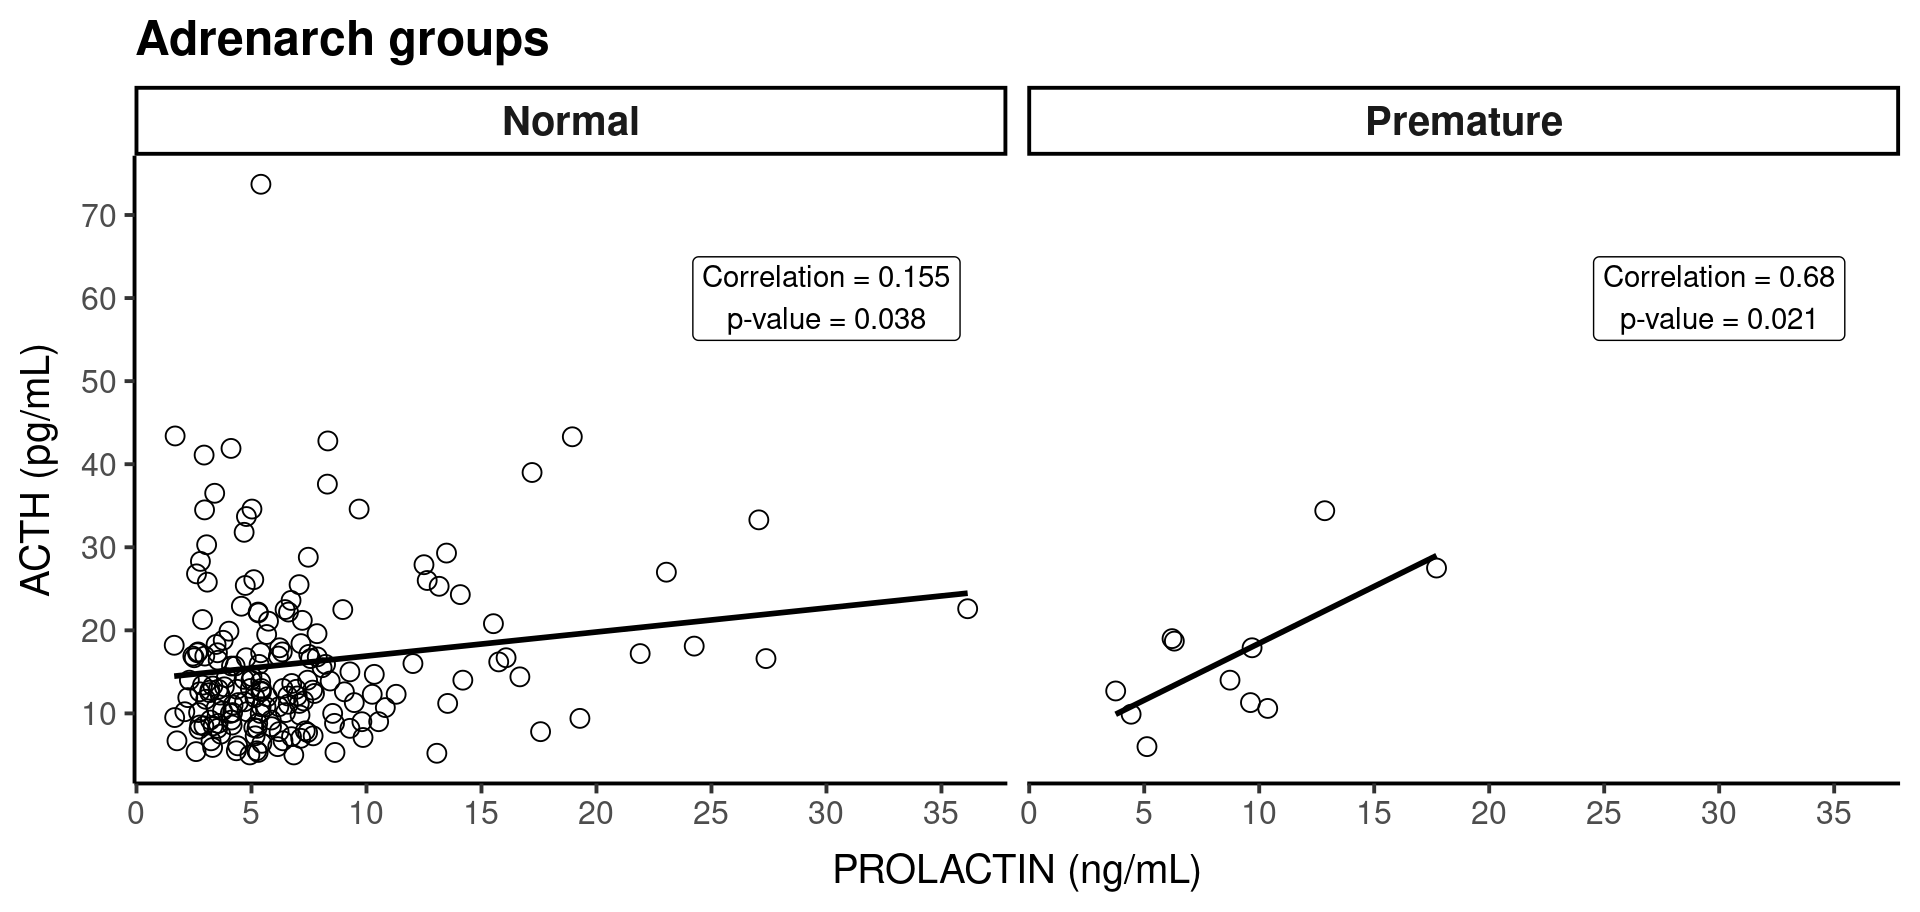 Adrenarch groups
Normal
Premature
Correlation = 0.155
p-value = 0.038
Correlation = 0.68
p-value = 0.021
ACTH (pg/mL)
70
60
50
40
30
20
10
0 5 10 15 20 25 30 35
0 5 10 15 20 25 30 35
PROLACTIN (ng/mL)